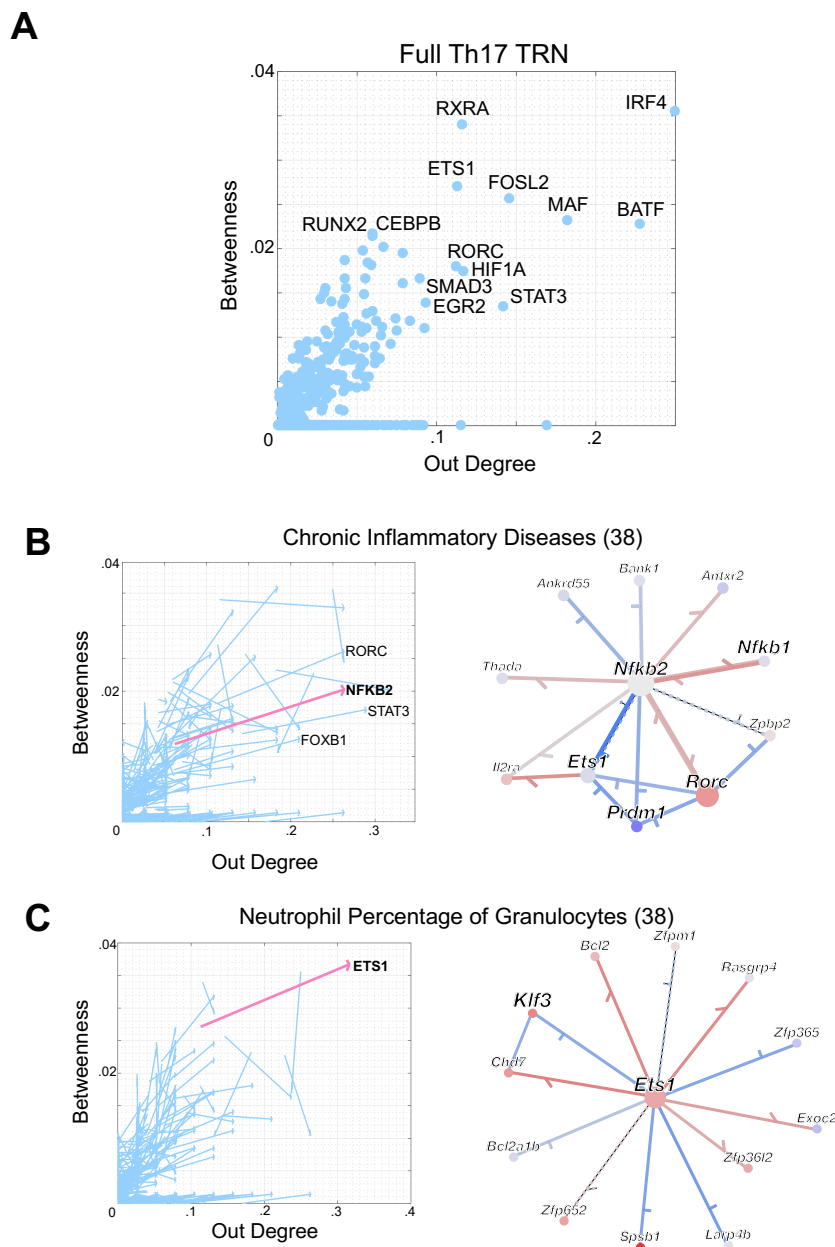 A
Full Th17 TRN
.04
IRF4
RXRA
ETS1
FOSL2
MAF
BATF
RUNX2 CEBPB
.02
RORC
HIF1A
SMAD3
EGR2
STAT3
Betweenness
0
.1
.2
Out Degree
B
Chronic Inflammatory Diseases (38)
.04
RORC
NFKB2
.02
STAT3
FOXB1
Betweenness
0
.1
.2
.3
Out Degree
Bank1
Ankrd55
Antxr2
Nfkb1
Nfkb2
Thada
Zpbp2
Il2ra
Ets1
Rorc
Prdm1
C
Neutrophil Percentage of Granulocytes (38)
.04
ETS1
.02
Betweenness
0
.1
.2
.3
.4
Out Degree
Zfpm1
Bcl2
Rasgrp4
Klf3
Zfp365
Chd7
Ets1
Exoc2
Bcl2a1b
Zfp36l2
Zfp652
Spsb1
Larp4b